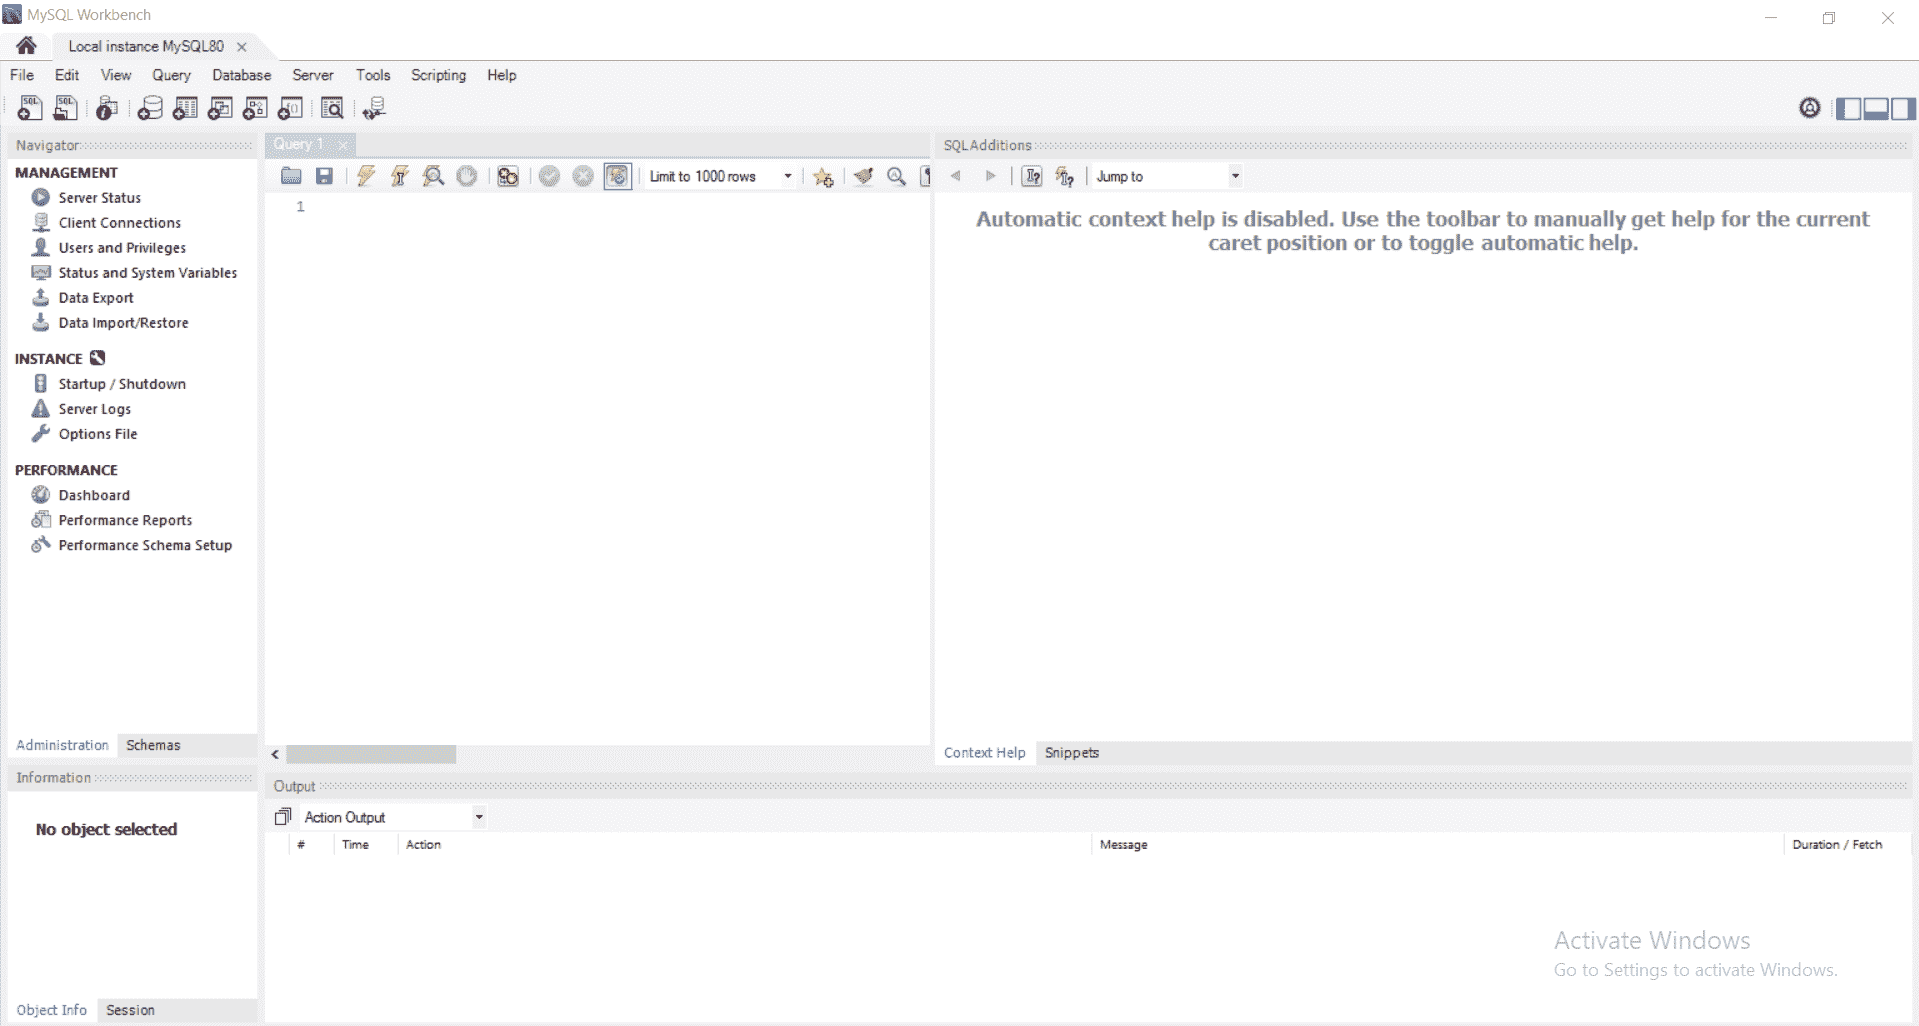 MySQL Workbench
Local instance MySQL80
File Edit View Query Database Server Tools Scripting Help
Navigator
MANAGEMENT
Server Status
Client Connections
Users and Privileges
Status and System Variables
Data Export
Data Import/Restore
INSTANCE
Startup / Shutdown
Server Logs
Options File
PERFORMANCE
Dashboard
Performance Reports
Performance Schema Setup
Administration Schemas
Information
No object selected
Object Info Session
Query 1
Limit to 1000 rows
1
SQLAdditions
Jump to
Automatic context help is disabled. Use the toolbar to manually get help for the current
caret position or to toggle automatic help.
Context Help Snippets
Output
Action Output
# Time Action Message Duration / Fetch
Activate Windows
Go to Settings to activate Windows.